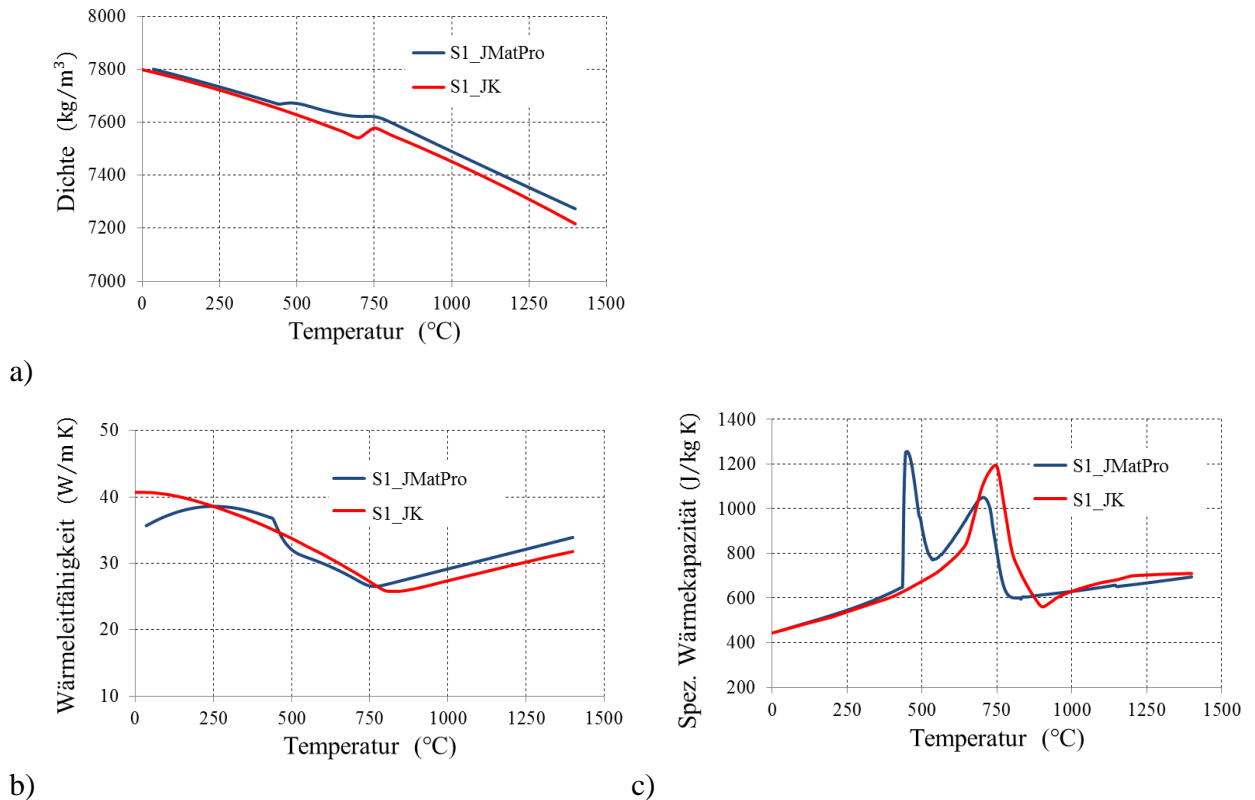 8000
7800
7600
7400
7200
7000
Dichte (kg/m³)
S1_JMatPro
S1_JK
0 250 500 750 1000 1250 1500
Temperatur (°C)
a)
50
40
30
20
10
Wärmeleitfähigkeit (W/m K)
S1_JMatPro
S1_JK
0 250 500 750 1000 1250 1500
Temperatur (°C)
b)
1400
1200
1000
800
600
400
200
Spez. Wärmekapazität (J/kg K)
S1_JMatPro
S1_JK
0 250 500 750 1000 1250 1500
Temperatur (°C)
c)